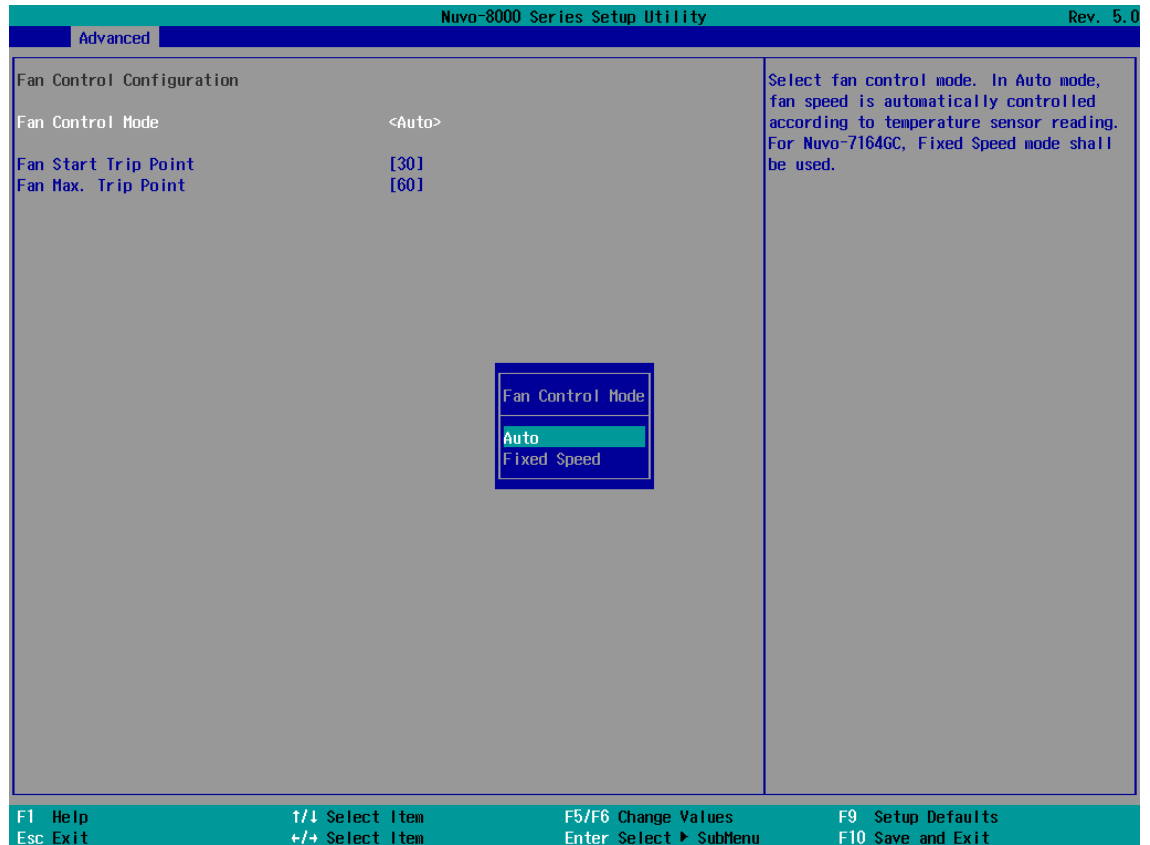 Nuvo-8000 Series Setup Utility Rev. 5.0
Advanced
Fan Control Configuration
Fan Control Mode <Auto>
Fan Start Trip Point [30]
Fan Max. Trip Point [60]
Select fan control mode. In Auto mode,
fan speed is automatically controlled
according to temperature sensor reading.
For Nuvo-7164GC, Fixed Speed mode shall
be used.
Fan Control Mode
Auto
Fixed Speed
F1 Help ↑/↓ Select Item F5/F6 Change Values F9 Setup Defaults
Esc Exit ←/→ Select Item Enter Select ▶ SubMenu F10 Save and Exit